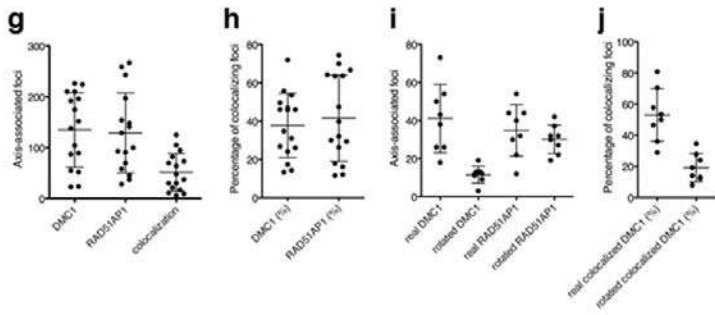 g
h
i
j
Axis-associated foci
300
200
100
0
DMC1
RAD51AP1
colocalization
Percentage of colocalizing foci
80
60
40
20
0
DMC1 (%)
RAD51AP1 (%)
Axis-associated foci
80
60
40
20
0
real DMC1
rotated DMC1
real RAD51AP1
rotated RAD51AP1
Percentage of colocalizing foci
100
80
60
40
20
0
real colocalized DMC1 (%)
rotated colocalized DMC1 (%)